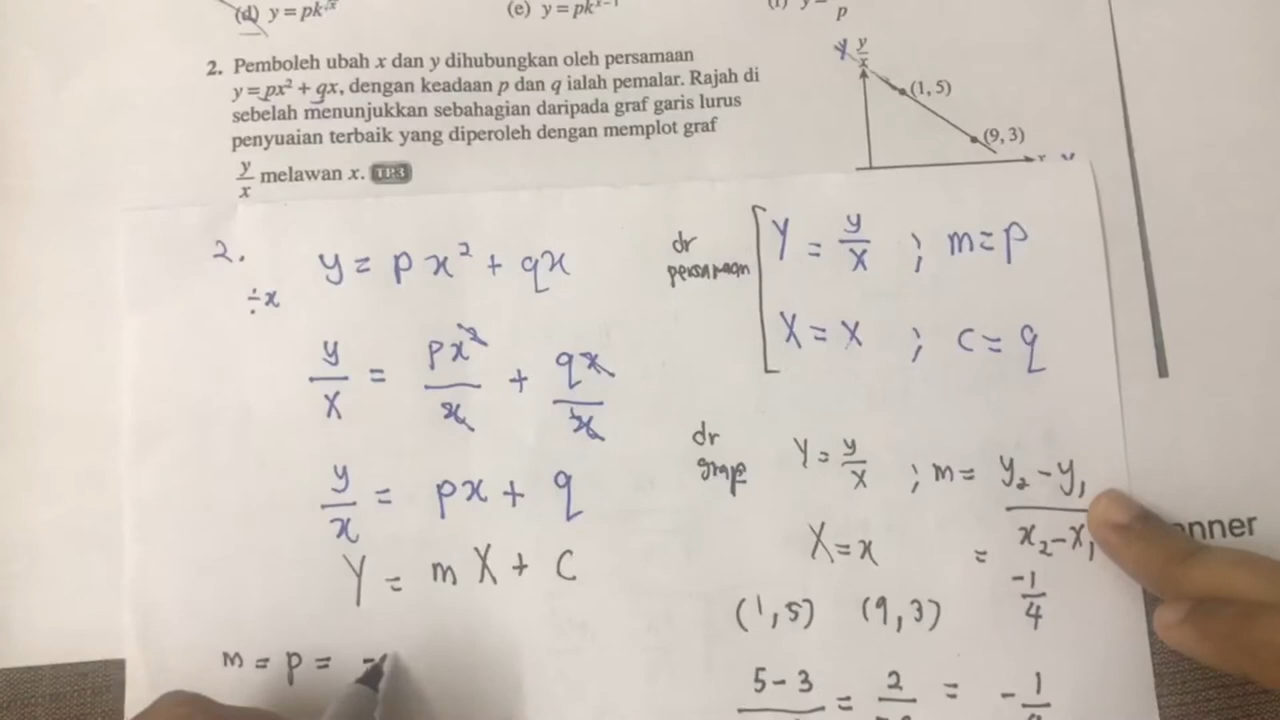 (d) y = pk^√x
(e) y = pk^x−1
p
2. Pemboleh ubah x dan y dihubungkan oleh persamaan
y = px² + qx, dengan keadaan p dan q ialah pemalar. Rajah di
sebelah menunjukkan sebahagian daripada graf garis lurus
penyuaian terbaik yang diperoleh dengan memplot graf
y/x melawan x. TP3
Y y/x
(1, 5)
(9, 3)
x
2. y = px² + qx
÷x
y/x = px²/x + qx/x
y/x = px + q
Y = mX + c
m = p = -
dr persamaan
Y = y/x ; m = p
X = x ; c = q
dr graf
Y = y/x ; m = y₂ - y₁ / x₂ - x₁
X = x = -1/4
(1, 5) (9, 3)
5 - 3 = 2 = - 1
nner